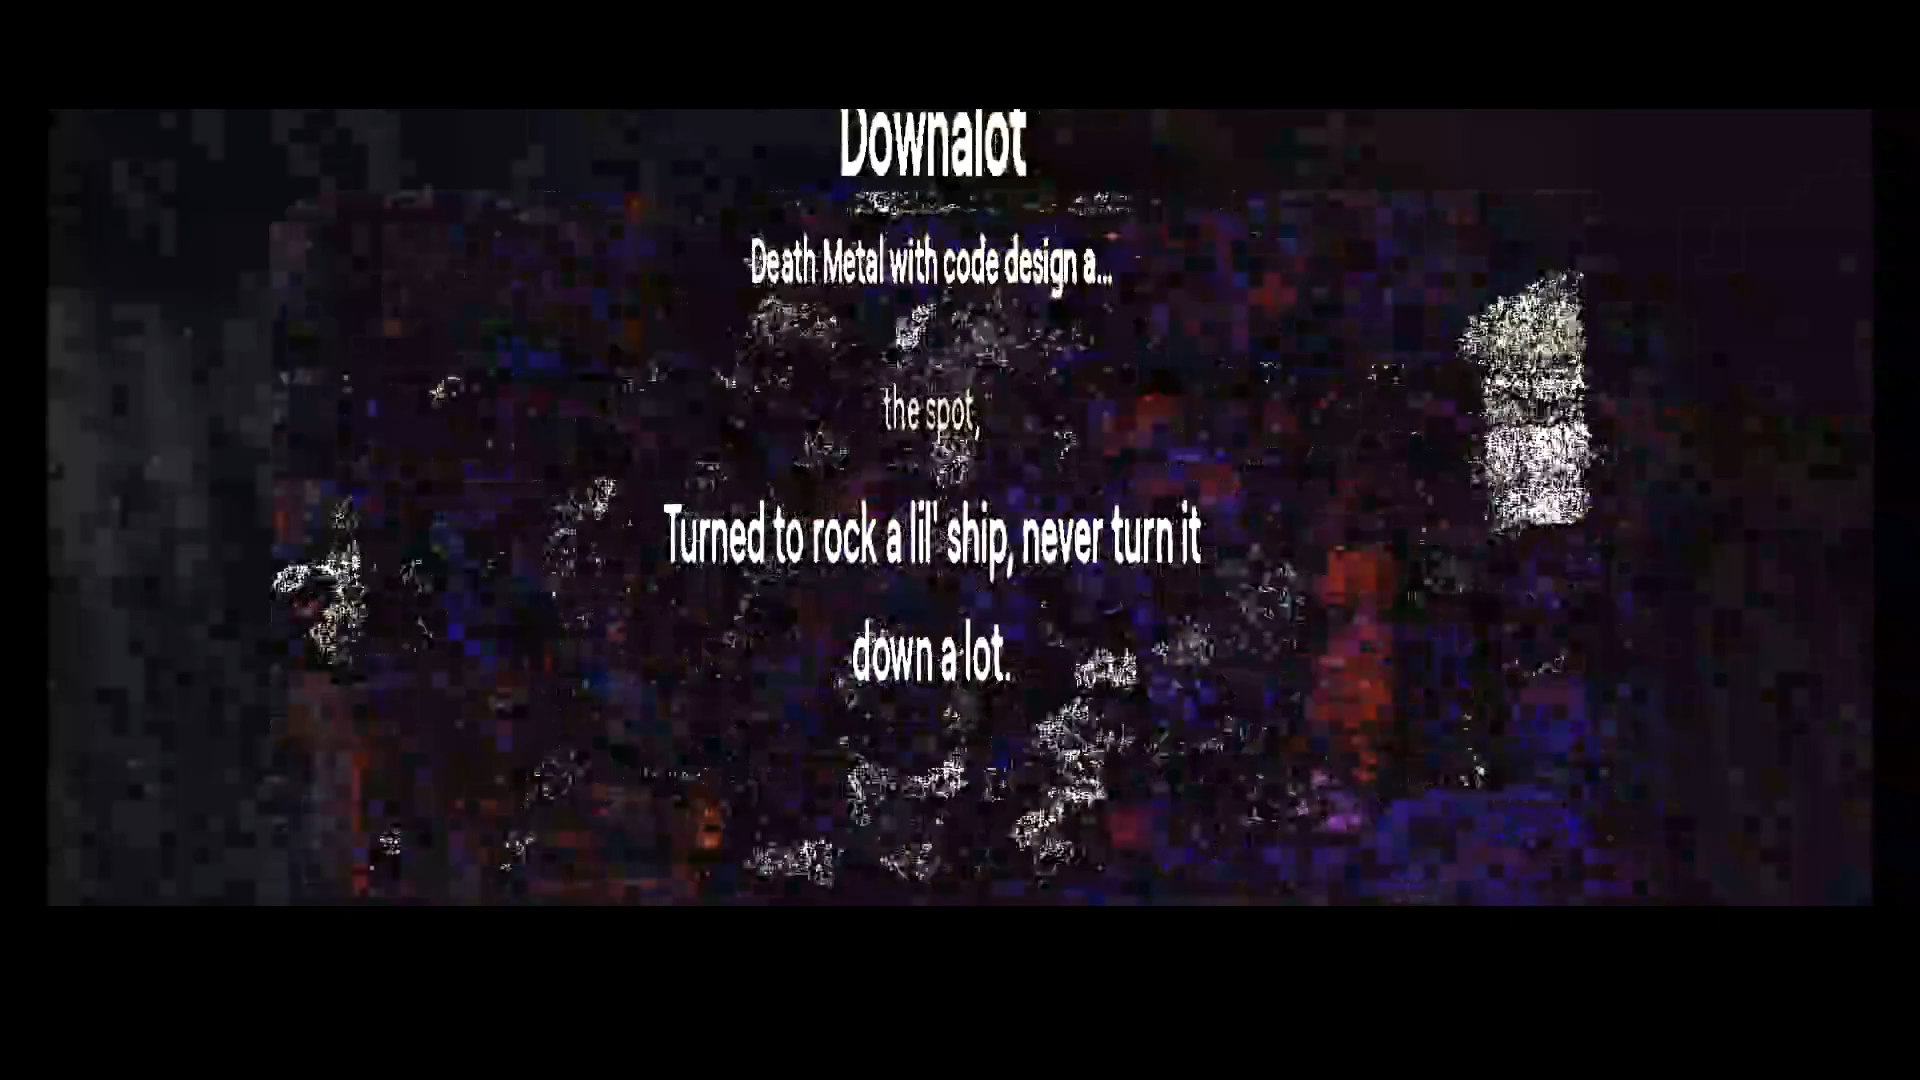 Downalot
Death Metal with code design a...
the spot,
Turned to rock a lil' ship, never turn it
down a lot.